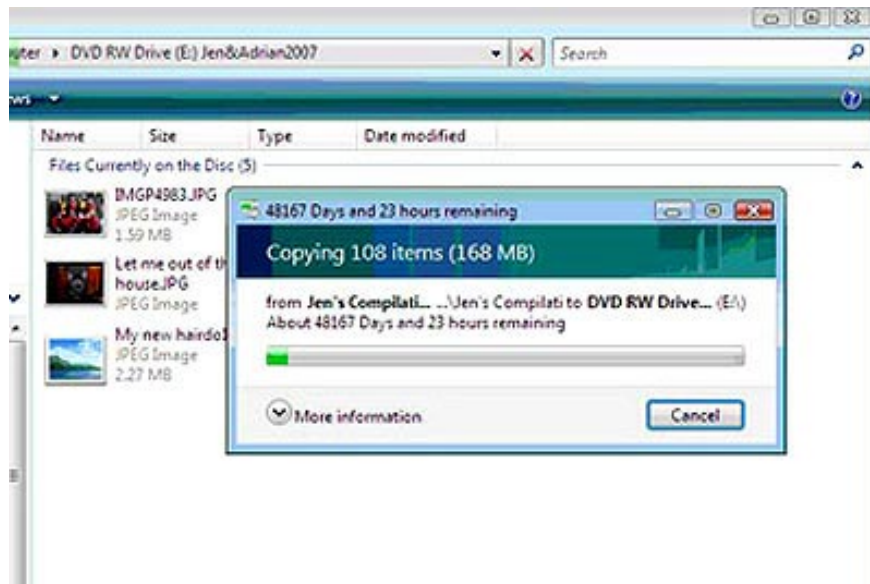 DVD RW Drive (E:) Jen&Adrian2007
Search
Name Size Type Date modified
Files Currently on the Disc (5)
IMGP4983.JPG
JPEG Image
1.59 MB
Let me out of
house.JPG
JPEG Image
My new hairdo
JPEG Image
2.27 MB
48167 Days and 23 hours remaining
Copying 108 items (168 MB)
from Jen's Compilati... ...\Jen's Compilati to DVD RW Drive... (E:\)
About 48167 Days and 23 hours remaining
More information
Cancel